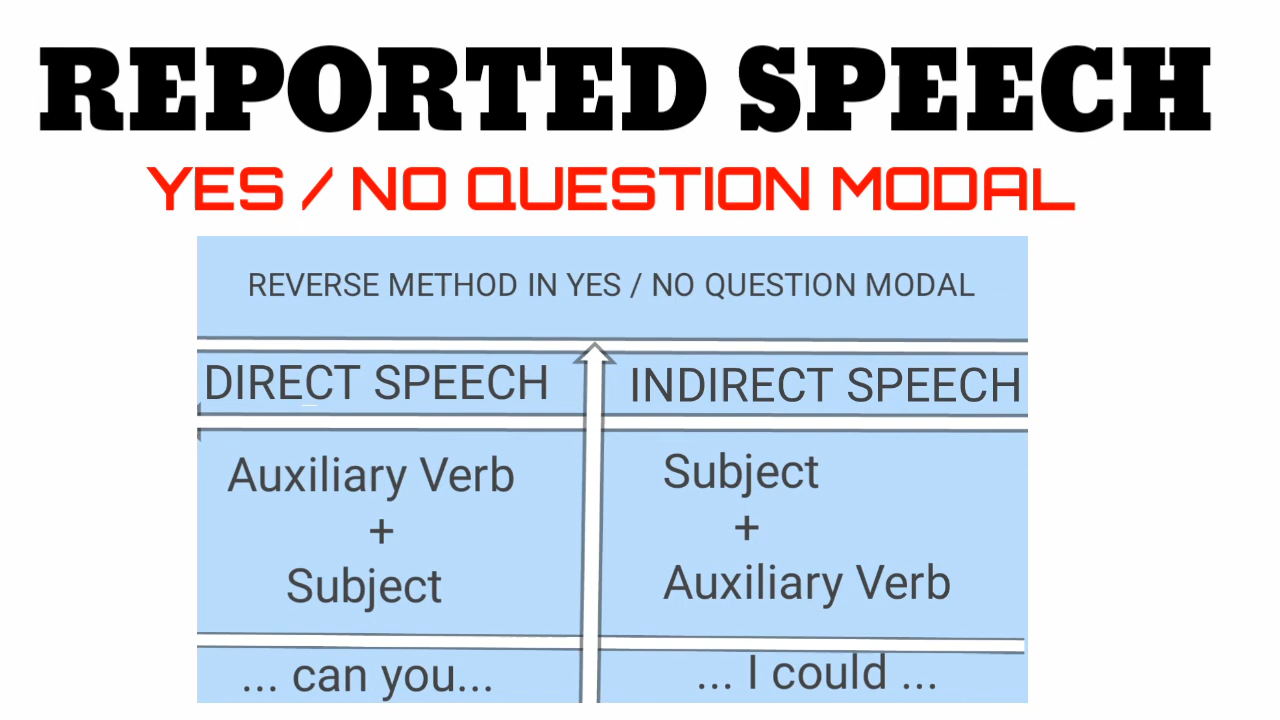 REPORTED SPEECH
YES / NO QUESTION MODAL
REVERSE METHOD IN YES / NO QUESTION MODAL
DIRECT SPEECH
INDIRECT SPEECH
Auxiliary Verb
+
Subject
Subject
+
Auxiliary Verb
... can you...
... I could ...